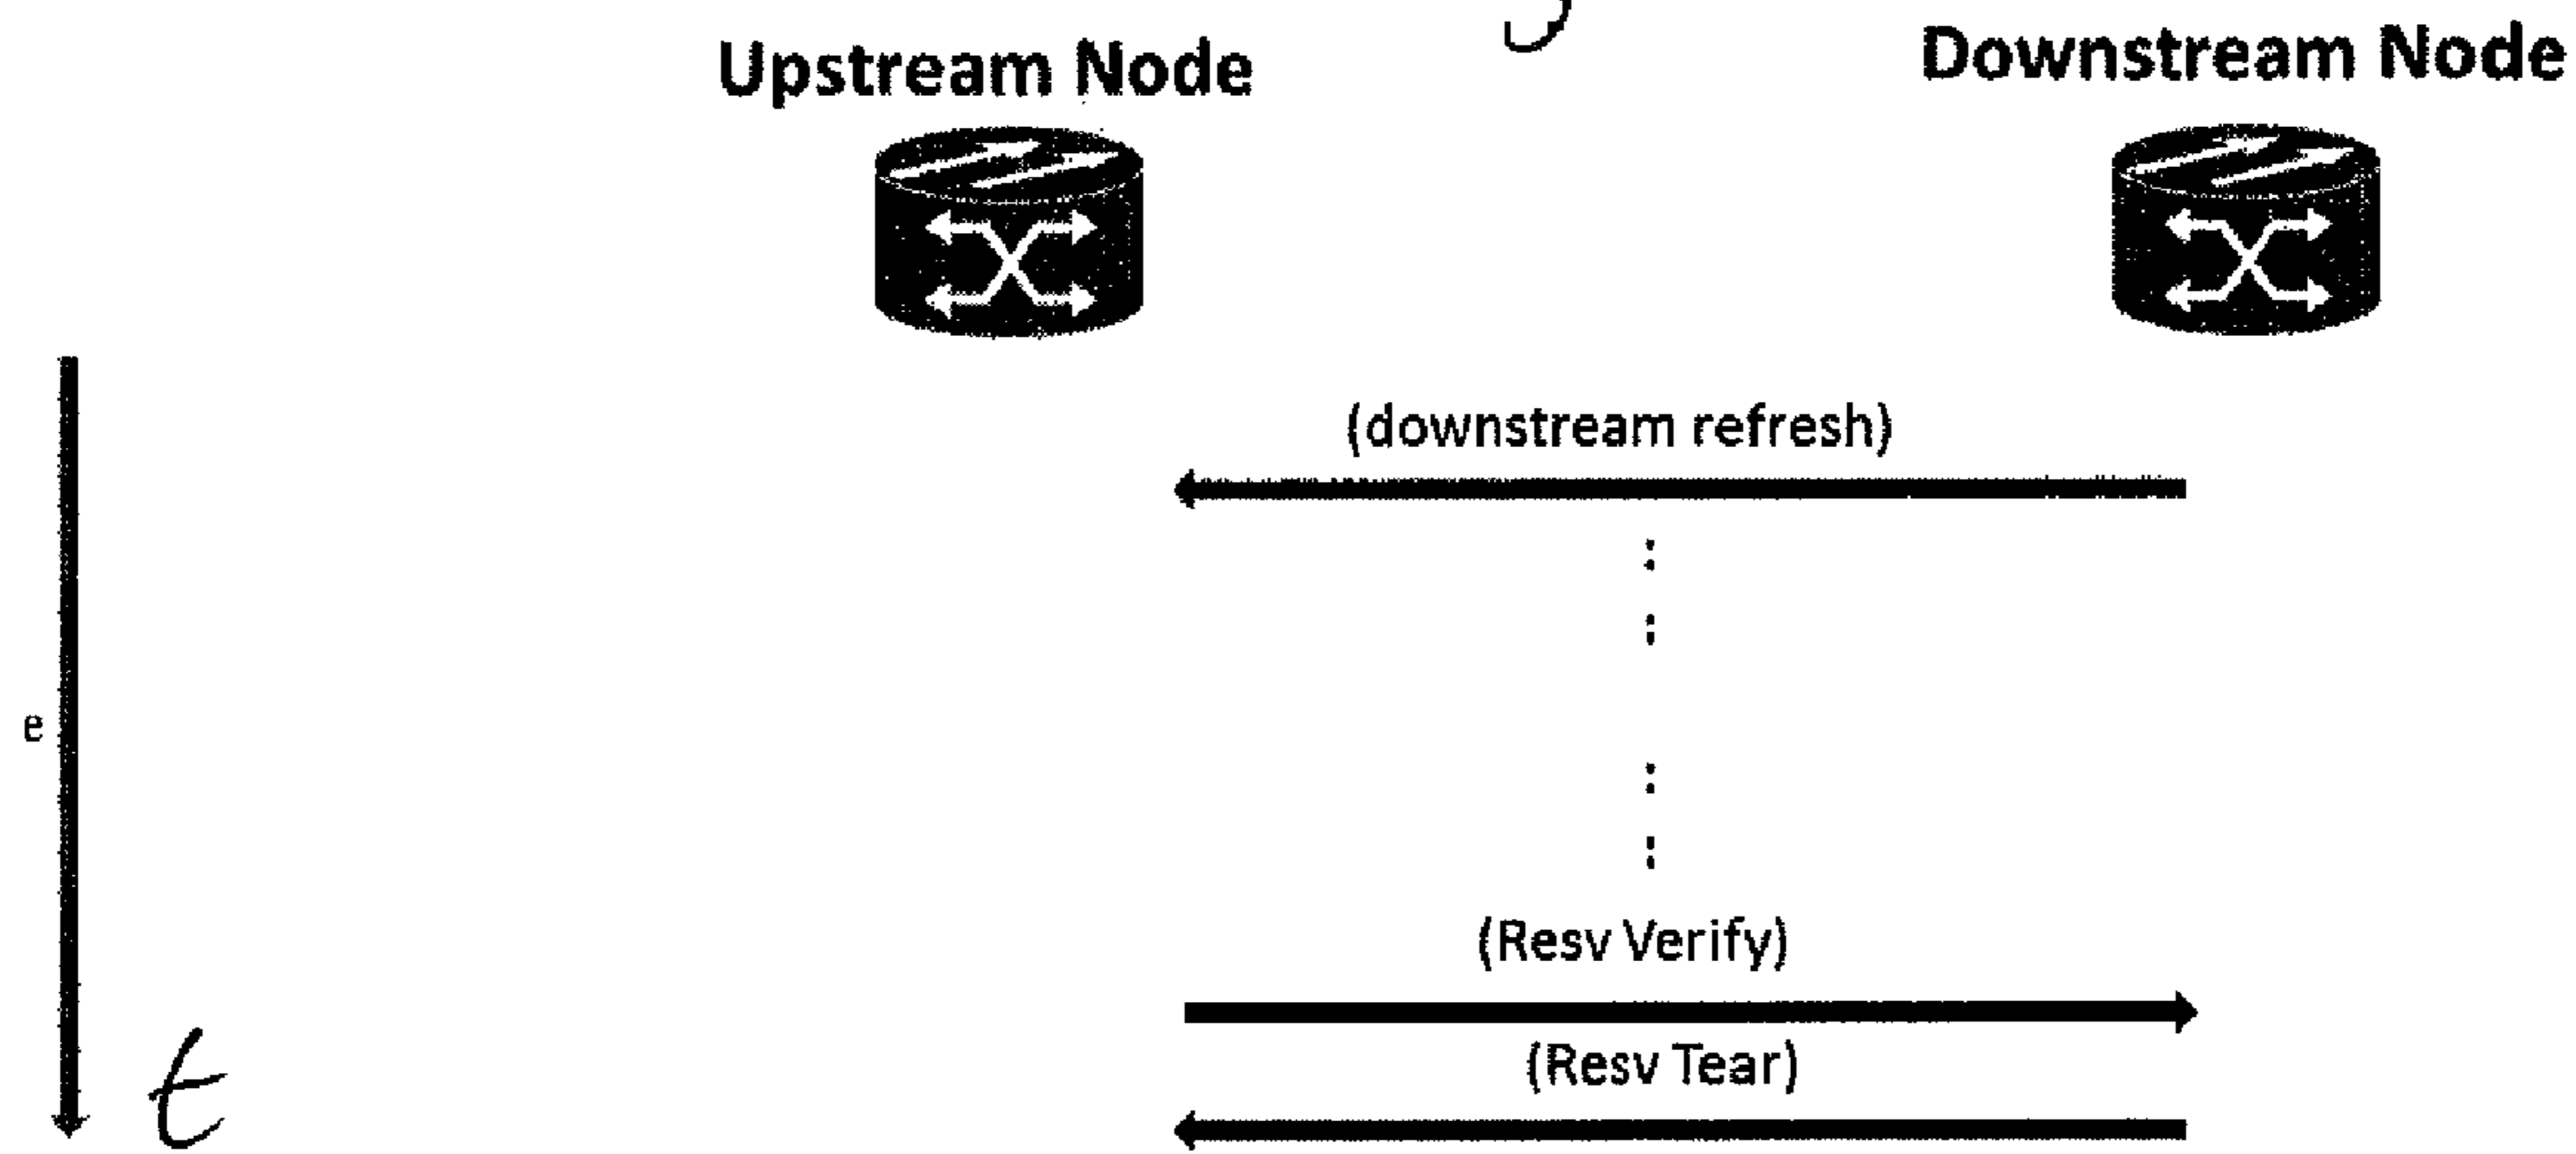 Upstream Node Downstream Node
(downstream refresh)
e
(Resv Verify)
(Resv Tear)
t